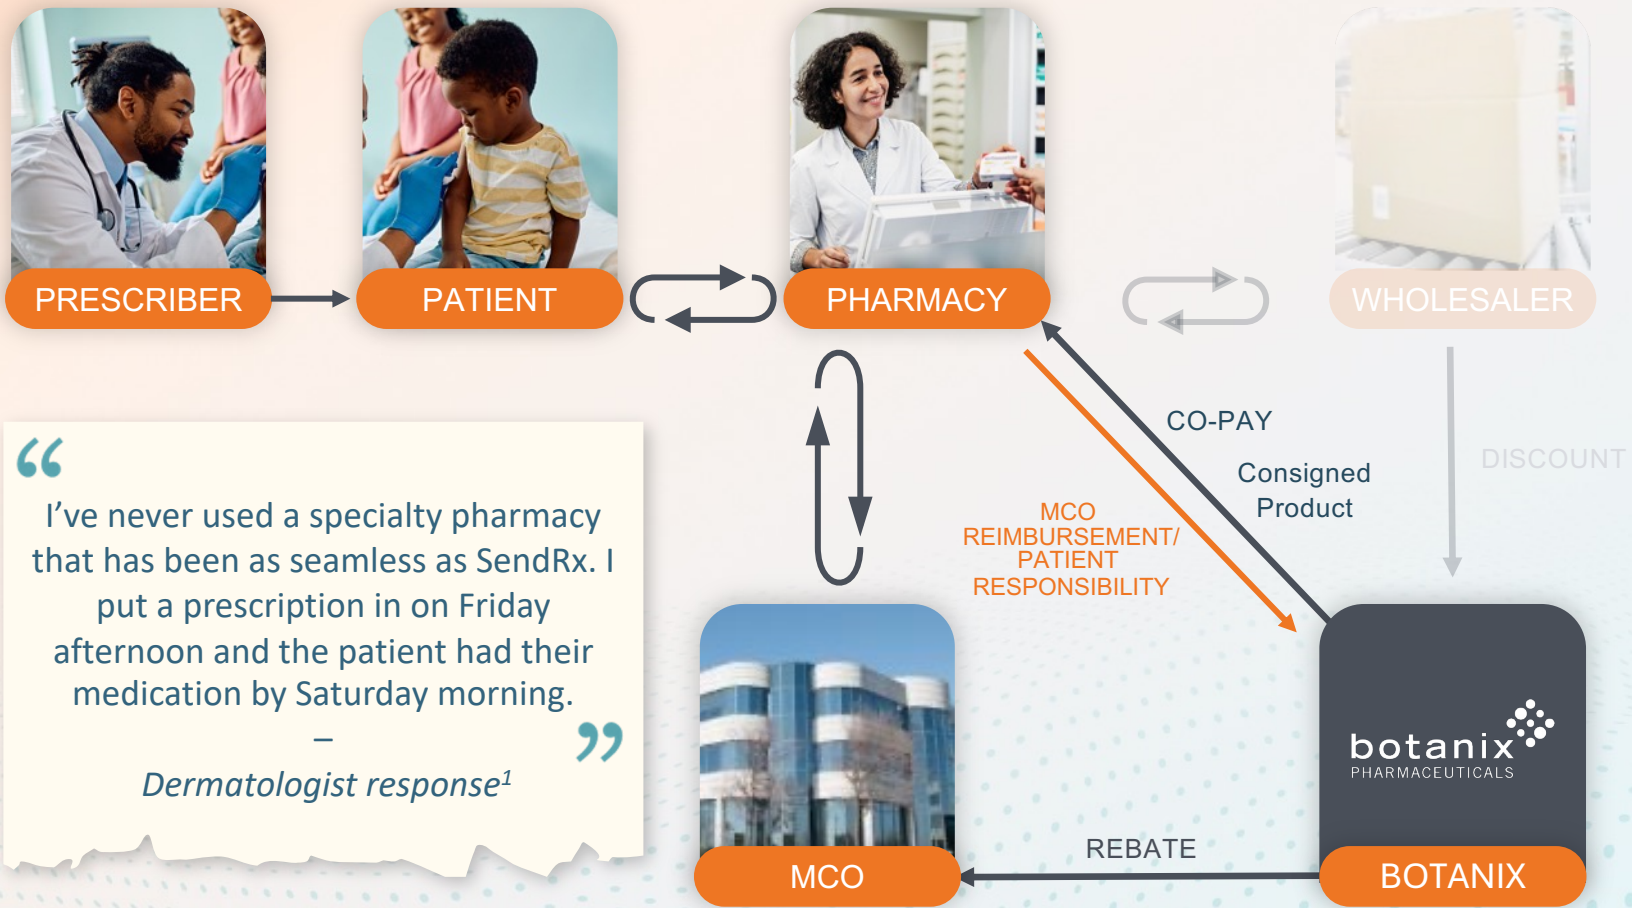 PRESCRIBER
PATIENT
PHARMACY
WHOLESALER
CO-PAY
Consigned
Product
DISCOUNT
MCO
REIMBURSEMENT/
PATIENT
RESPONSIBILITY
“
I’ve never used a specialty pharmacy
that has been as seamless as SendRx. I
put a prescription in on Friday
afternoon and the patient had their
medication by Saturday morning.
–
”
Dermatologist response¹
botanix
PHARMACEUTICALS
REBATE
MCO
BOTANIX